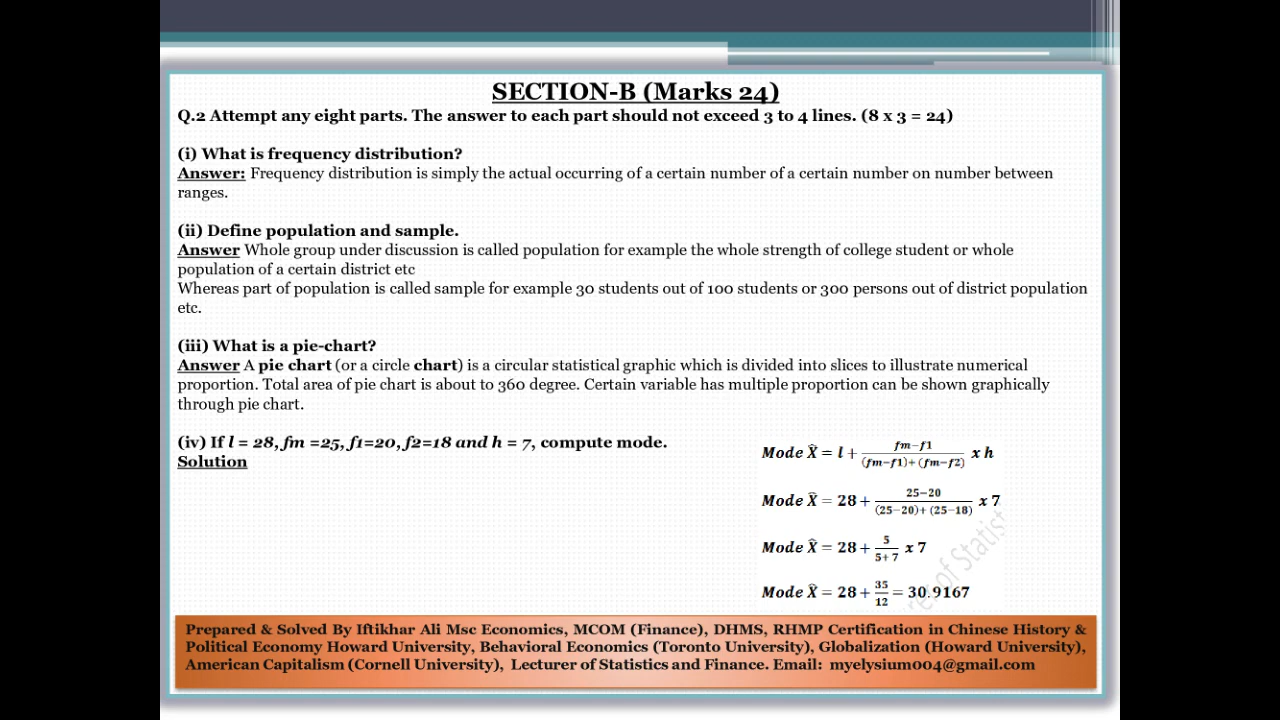 SECTION-B (Marks 24)
Q.2 Attempt any eight parts. The answer to each part should not exceed 3 to 4 lines. (8 x 3 = 24)
(i) What is frequency distribution?
Answer: Frequency distribution is simply the actual occurring of a certain number of a certain number on number between
ranges.
(ii) Define population and sample.
Answer Whole group under discussion is called population for example the whole strength of college student or whole
population of a certain district etc
Whereas part of population is called sample for example 30 students out of 100 students or 300 persons out of district population
etc.
(iii) What is a pie-chart?
Answer A pie chart (or a circle chart) is a circular statistical graphic which is divided into slices to illustrate numerical
proportion. Total area of pie chart is about to 360 degree. Certain variable has multiple proportion can be shown graphically
through pie chart.
(iv) If l = 28, fm =25, f1=20, f2=18 and h = 7, compute mode.
Solution
Mode X̂ = l + fm−f1 / (fm−f1)+(fm−f2) x h
Mode X̂ = 28 + 25−20 / (25−20)+(25−18) x 7
Mode X̂ = 28 + 5 / 5+7 x 7
Mode X̂ = 28 + 35 / 12 = 30.9167
of Statist
Prepared & Solved By Iftikhar Ali Msc Economics, MCOM (Finance), DHMS, RHMP Certification in Chinese History &
Political Economy Howard University, Behavioral Economics (Toronto University), Globalization (Howard University),
American Capitalism (Cornell University), Lecturer of Statistics and Finance. Email: myelysium004@gmail.com